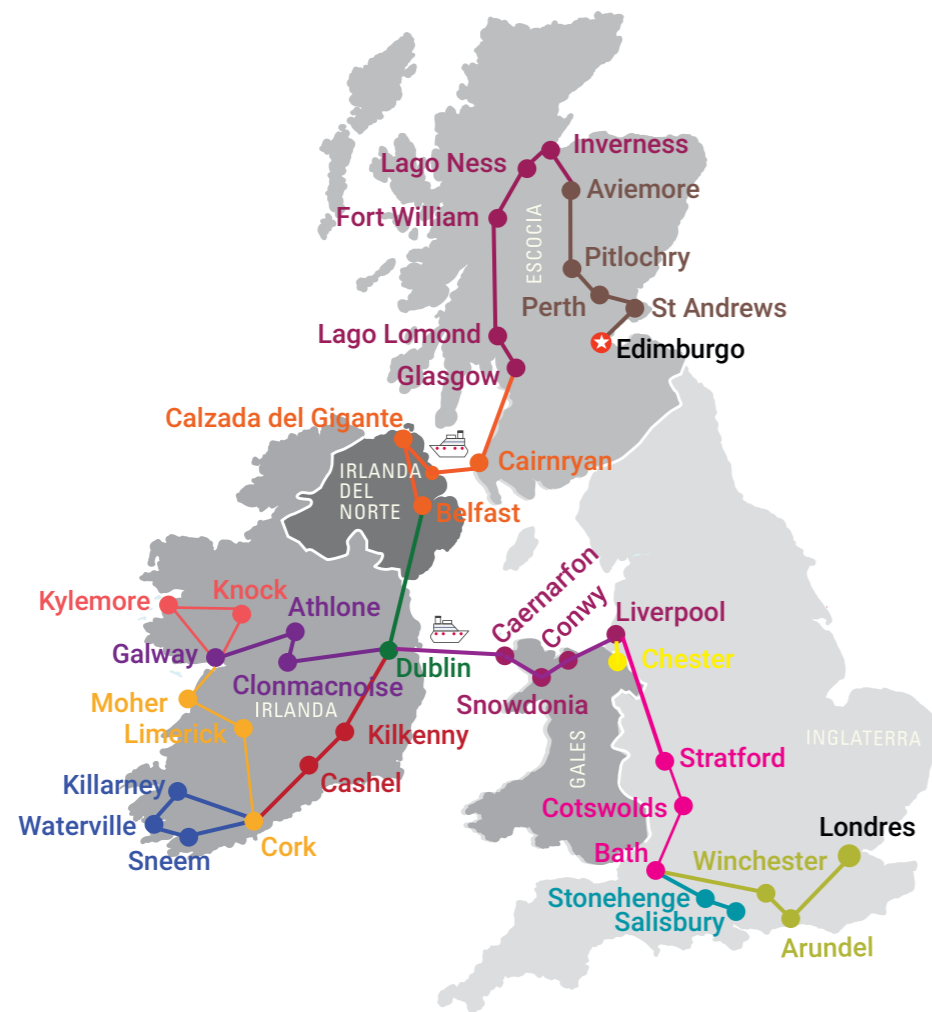 Inverness
Lago Ness
Aviemore
Fort William
ESCOCIA
Pitlochry
Perth
St Andrews
Lago Lomond
Edimburgo
Glasgow
Calzada del Gigante
Cairnryan
IRLANDA
DEL
NORTE
Belfast
Caernarfon
Conwy
Knock
Kylemore
Athlone
Liverpool
Galway
Chester
Dublin
Clonmacnoise
Snowdonia
Moher
IRLANDA
Limerick
Kilkenny
INGLATERRA
GALES
Stratford
Killarney
Cashel
Cotswolds
Waterville
Londres
Cork
Sneem
Bath
Winchester
Stonehenge
Salisbury
Arundel